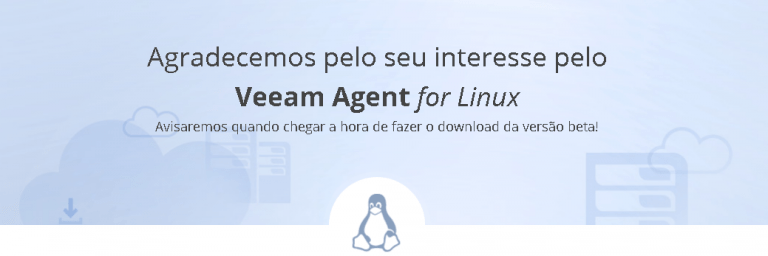 Agradecemos pelo seu interesse pelo
Veeam Agent for Linux
Avisaremos quando chegar a hora de fazer o download da versão beta!